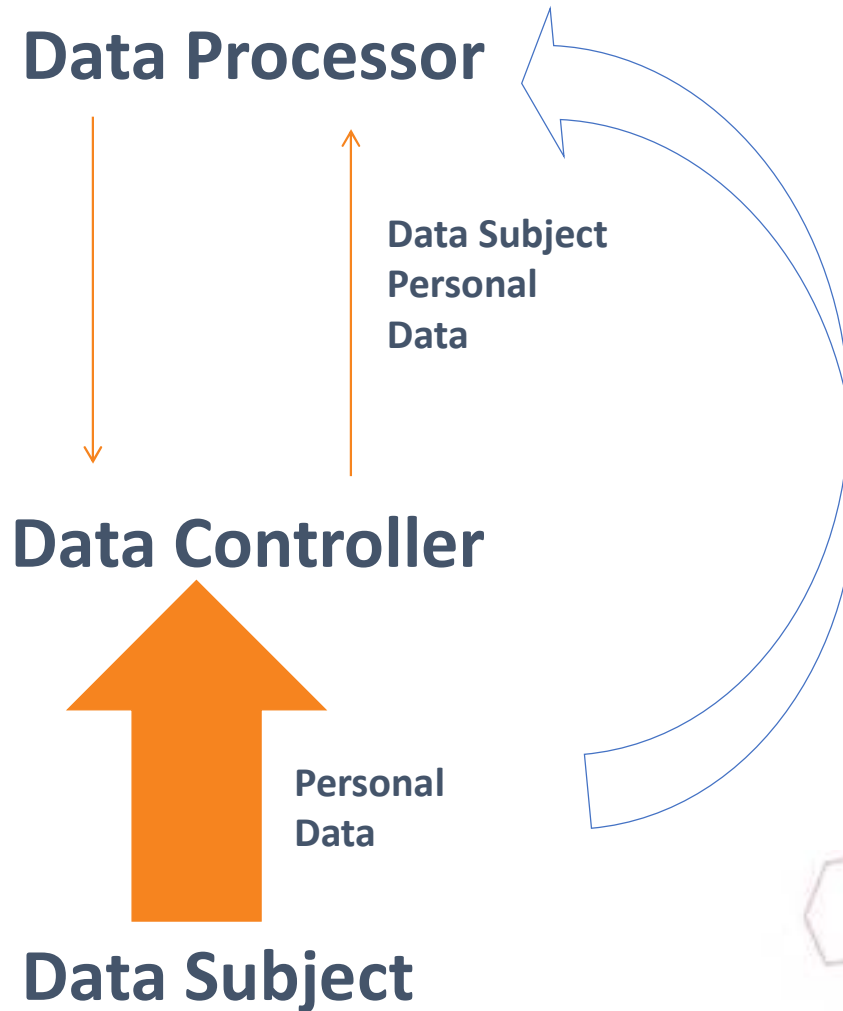 Data Processor
Data Subject
Personal
Data
Data Controller
Personal
Data
Data Subject